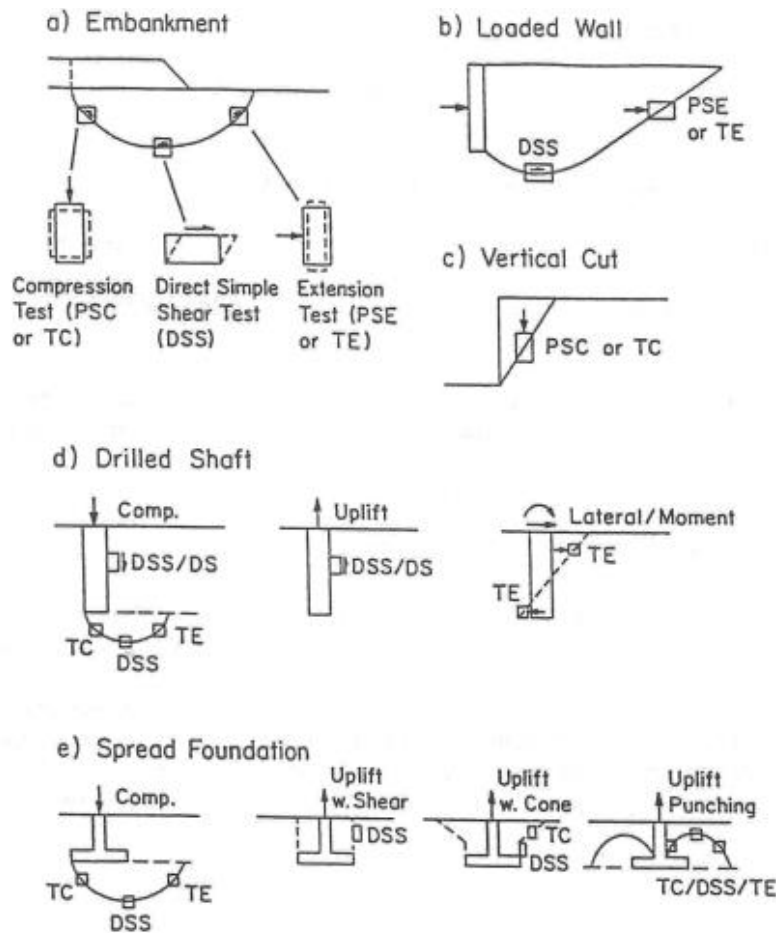 a) Embankment
Compression
Test (PSC
or TC)
Direct Simple
Shear Test
(DSS)
Extension
Test (PSE
or TE)
b) Loaded Wall
DSS
PSE
or TE
c) Vertical Cut
PSC or TC
d) Drilled Shaft
Comp.
DSS/DS
TC
DSS
TE
Uplift
DSS/DS
Lateral/Moment
TE
TE
e) Spread Foundation
Comp.
TC
DSS
TE
Uplift
w. Shear
DSS
Uplift
w. Cone
TC
DSS
Uplift
Punching
TC/DSS/TE